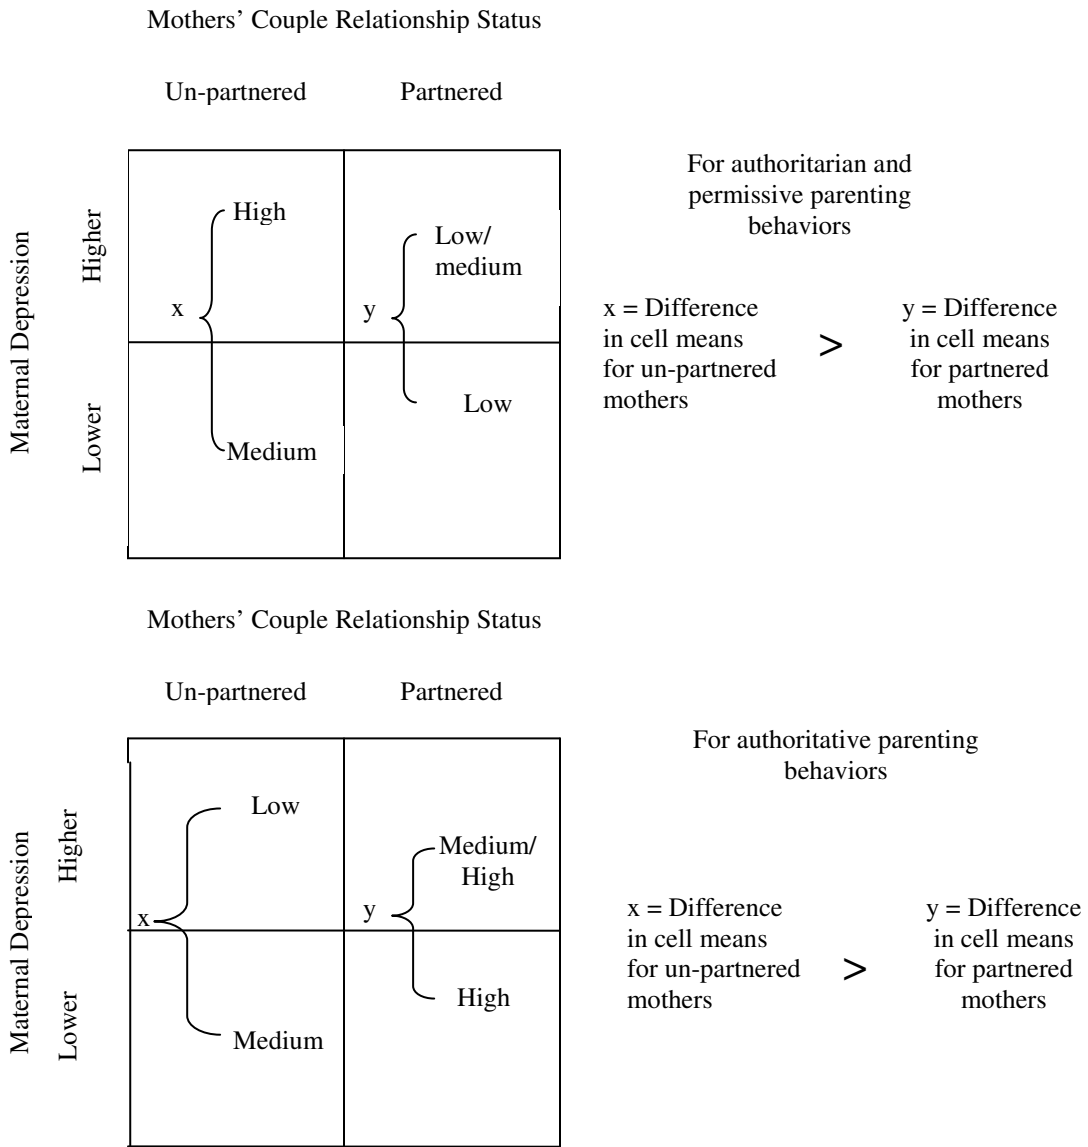 Mothers’ Couple Relationship Status
Un-partnered Partnered
For authoritarian and
permissive parenting
behaviors
Maternal Depression
Higher
Lower
High
Low/
medium
x
y
Medium
Low
x = Difference
in cell means
for un-partnered
mothers
>
y = Difference
in cell means
for partnered
mothers
Mothers’ Couple Relationship Status
Un-partnered Partnered
For authoritative parenting
behaviors
Maternal Depression
Higher
Lower
Low
Medium/
High
x
y
Medium
High
x = Difference
in cell means
for un-partnered
mothers
>
y = Difference
in cell means
for partnered
mothers